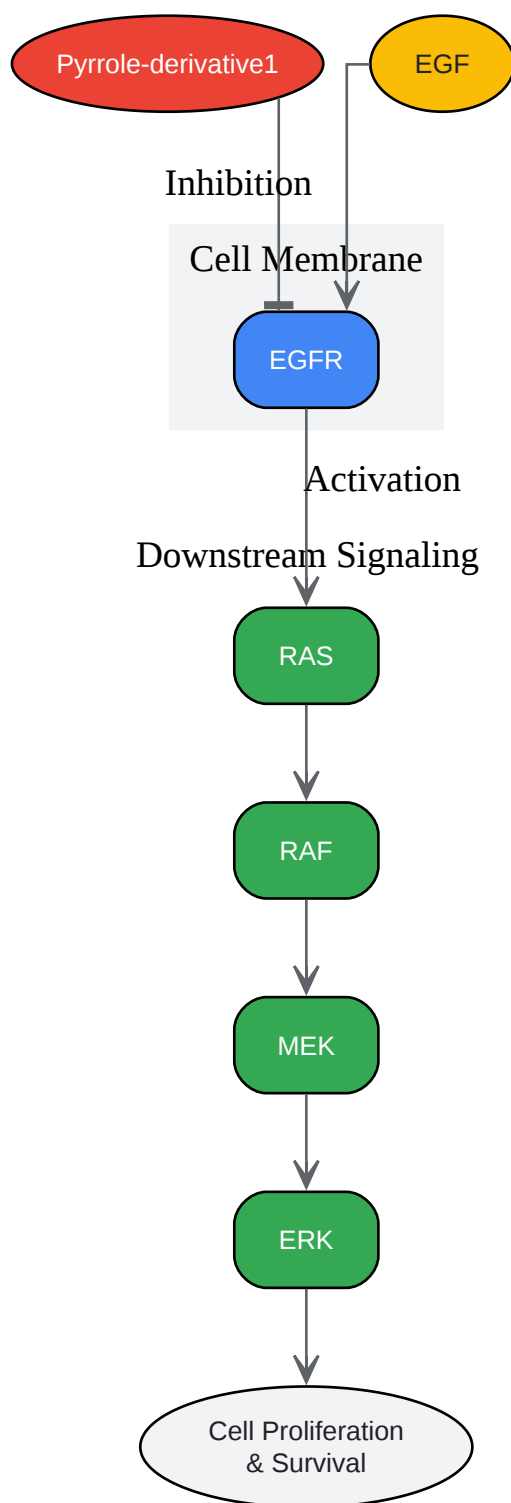 Pyrrole-derivative1
EGF
Inhibition
Cell Membrane
EGFR
Activation
Downstream Signaling
RAS
RAF
MEK
ERK
Cell Proliferation
& Survival